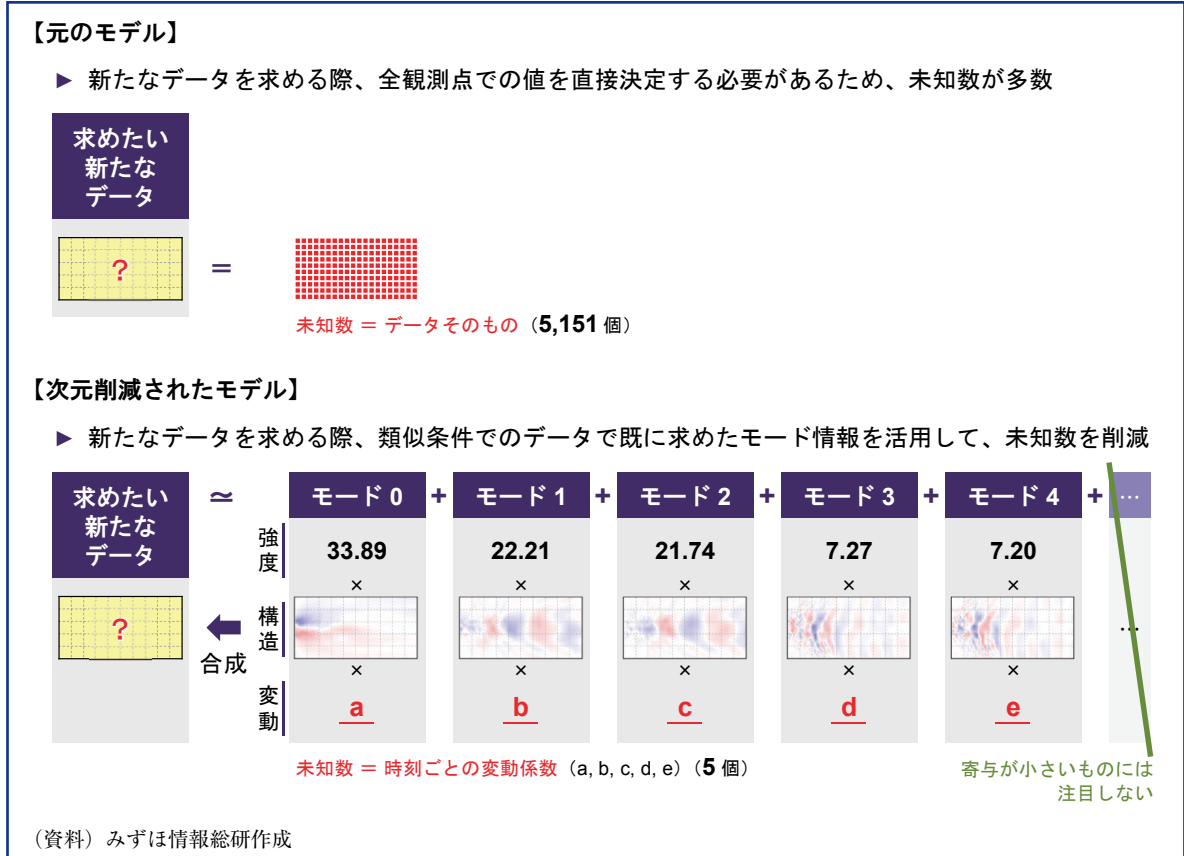 【元のモデル】
▶ 新たなデータを求める際、全観測点での値を直接決定する必要があるため、未知数が多数
求めたい
新たな
データ
?
=
未知数 = データそのもの（5,151 個）
【次元削減されたモデル】
▶ 新たなデータを求める際、類似条件でのデータで既に求めたモード情報を活用して、未知数を削減
求めたい
新たな
データ
≃ モード 0 + モード 1 + モード 2 + モード 3 + モード 4 + …
強度 33.89 22.21 21.74 7.27 7.20
× × × × ×
? 合成 構造 …
× × × × ×
変動 a b c d e
未知数 = 時刻ごとの変動係数（a, b, c, d, e）（5 個）
寄与が小さいものには
注目しない
（資料）みずほ情報総研作成